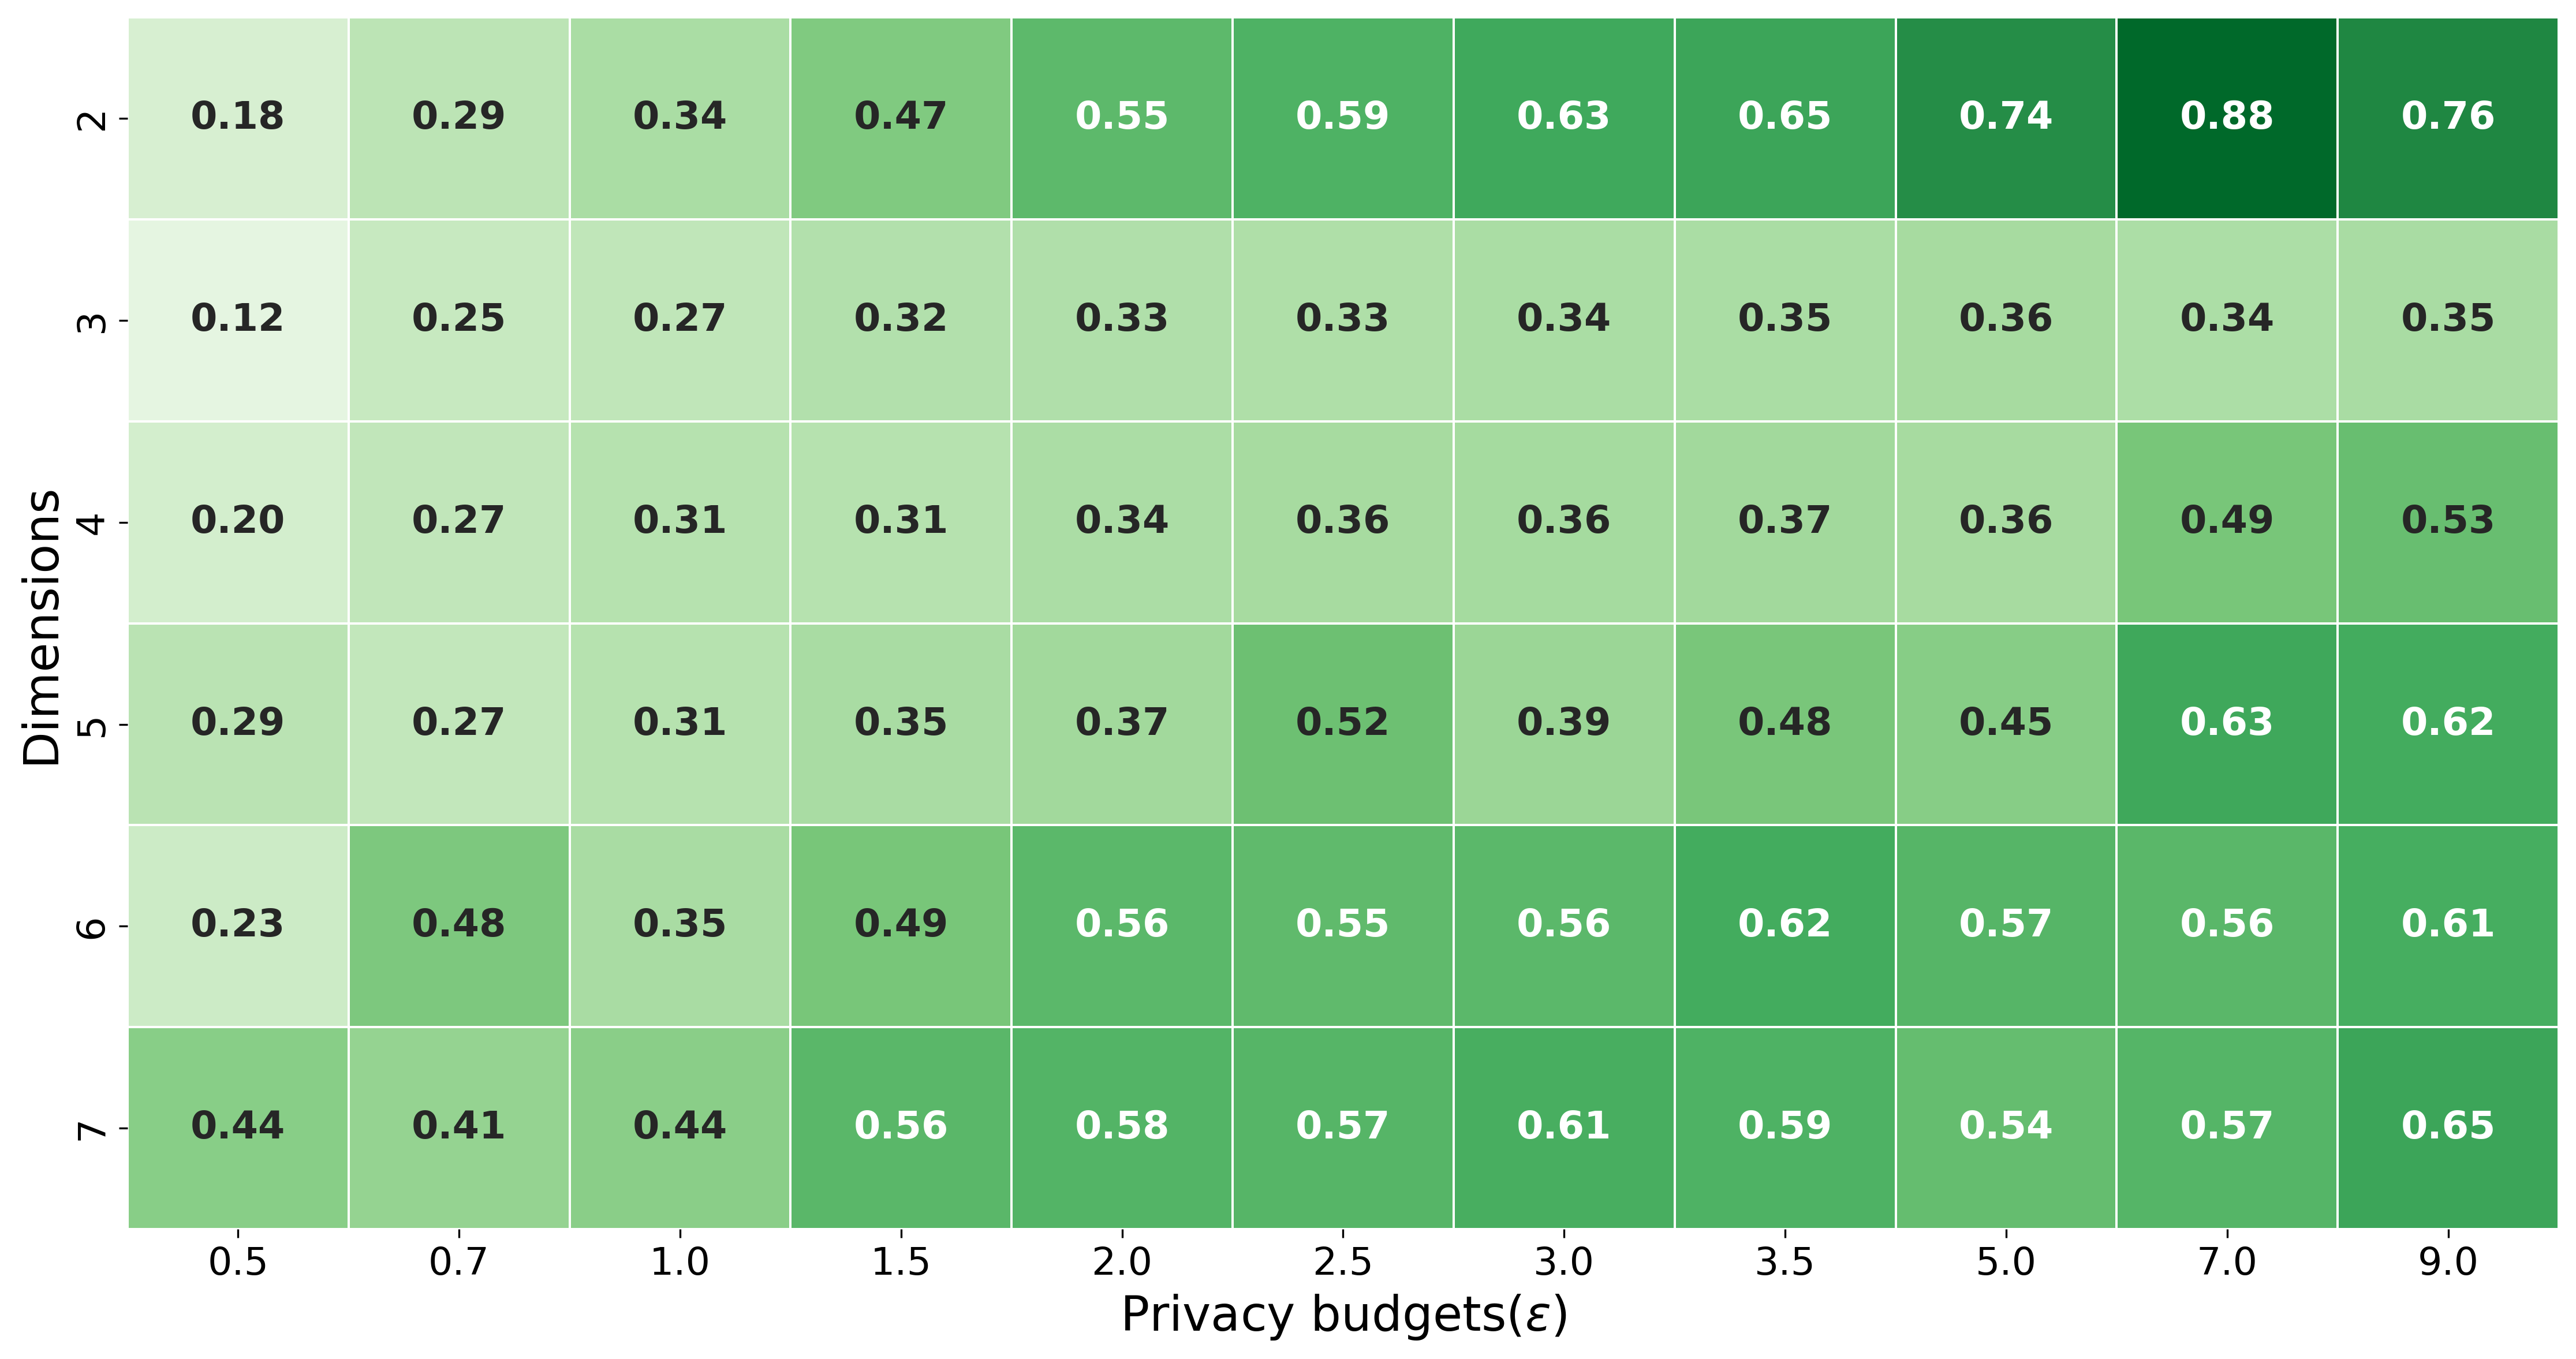 2 0.18 0.29 0.34 0.47 0.55 0.59 0.63 0.65 0.74 0.88 0.76
3 0.12 0.25 0.27 0.32 0.33 0.33 0.34 0.35 0.36 0.34 0.35
4 0.20 0.27 0.31 0.31 0.34 0.36 0.36 0.37 0.36 0.49 0.53
5 0.29 0.27 0.31 0.35 0.37 0.52 0.39 0.48 0.45 0.63 0.62
6 0.23 0.48 0.35 0.49 0.56 0.55 0.56 0.62 0.57 0.56 0.61
7 0.44 0.41 0.44 0.56 0.58 0.57 0.61 0.59 0.54 0.57 0.65
0.5 0.7 1.0 1.5 2.0 2.5 3.0 3.5 5.0 7.0 9.0
Dimensions
Privacy budgets(ε)